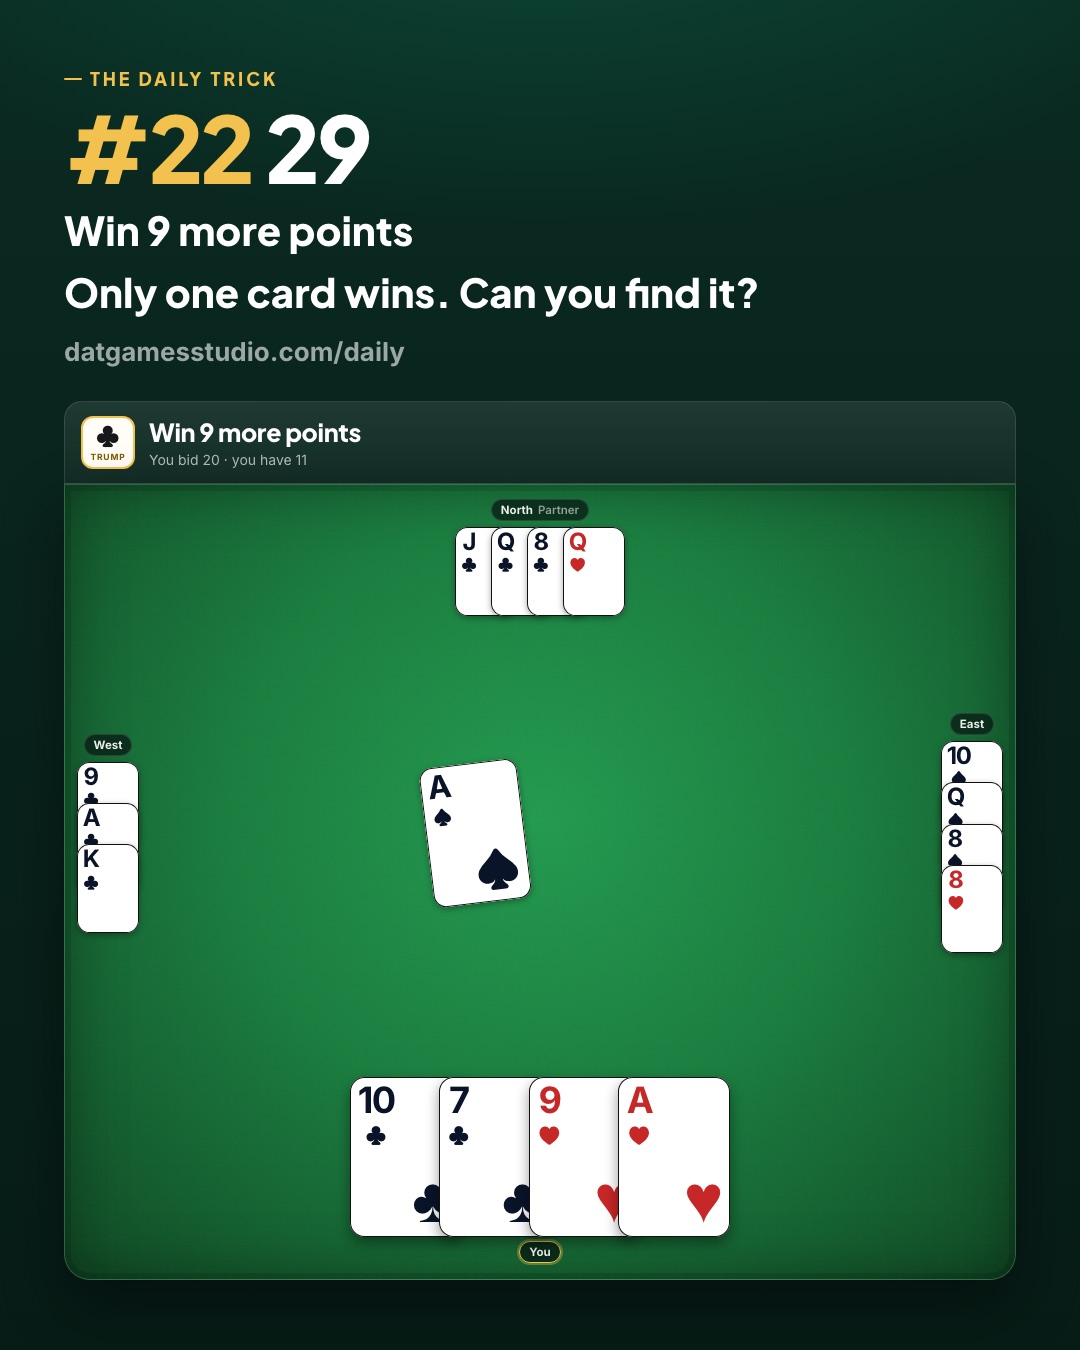 — THE DAILY TRICK
#22 29
Win 9 more points
Only one card wins. Can you find it?
datgamesstudio.com/daily
♣ TRUMP
Win 9 more points
You bid 20 · you have 11
North Partner
J♣ Q♣ 8♣ Q♥
West
9♣
A♣
K♣
A♠
East
10♠
Q♠
8♠
8♥
10♣ 7♣ 9♥ A♥
You